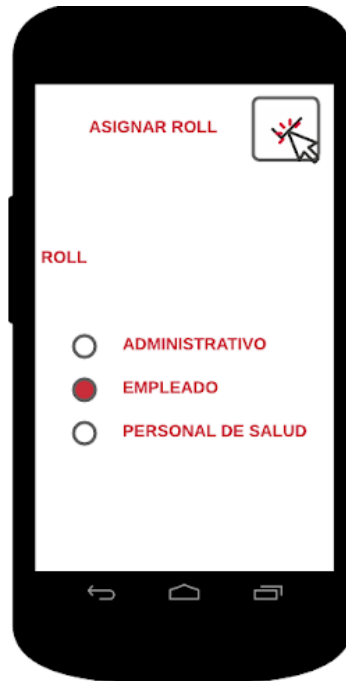 ASIGNAR ROLL
ROLL
ADMINISTRATIVO
EMPLEADO
PERSONAL DE SALUD